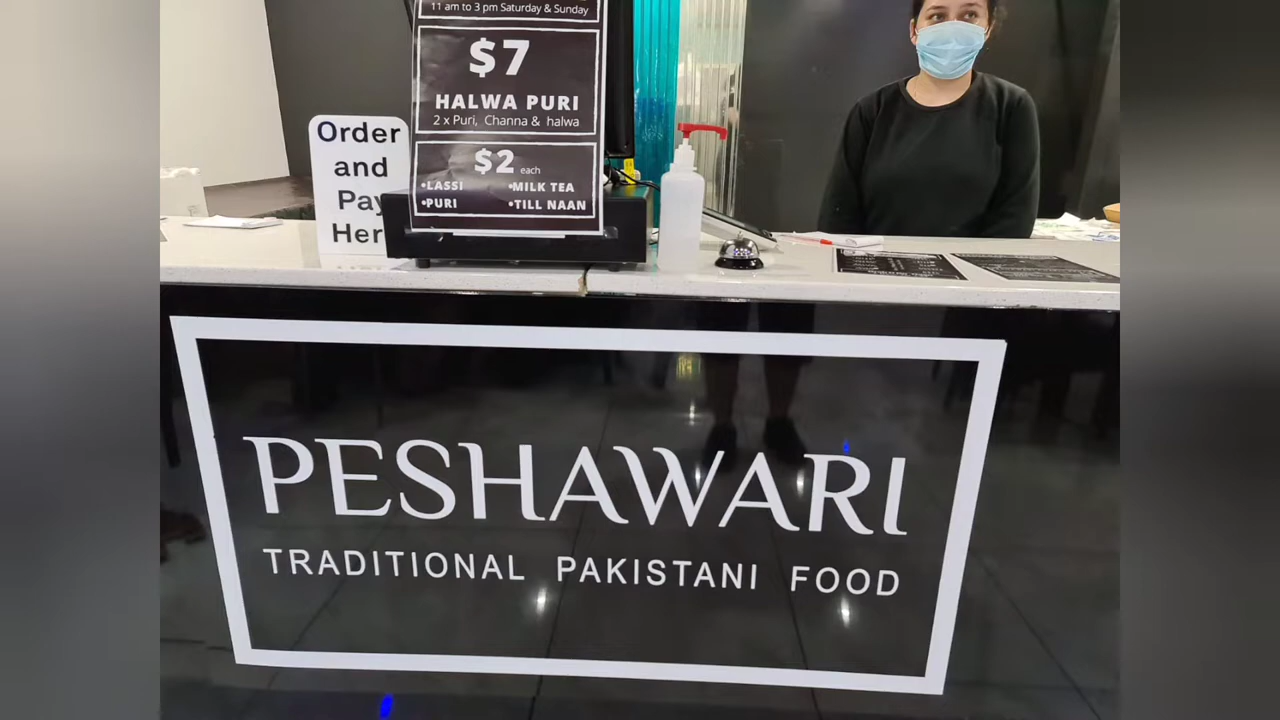 11 am to 3 pm Saturday & Sunday
$7
HALWA PURI
2 x Puri, Channa & halwa
$2 each
•LASSI •MILK TEA
•PURI •TILL NAAN
Order
and
Pay
Her
PESHAWARI
TRADITIONAL PAKISTANI FOOD